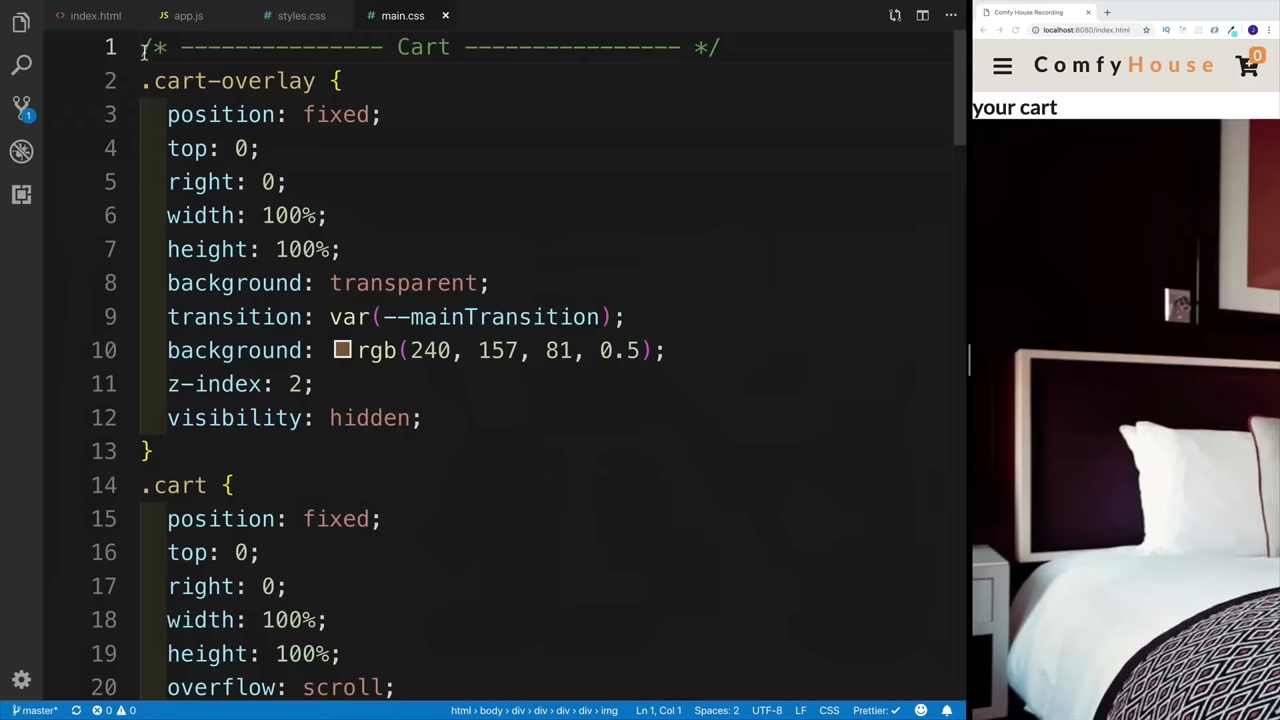 index.html
app.js
styles.css
main.css
Comfy House Recording
localhost:8080/index.html
1 /* --------------- Cart ---------------- */
2 .cart-overlay {
3 position: fixed;
4 top: 0;
5 right: 0;
6 width: 100%;
7 height: 100%;
8 background: transparent;
9 transition: var(--mainTransition);
10 background: rgb(240, 157, 81, 0.5);
11 z-index: 2;
12 visibility: hidden;
13 }
14 .cart {
15 position: fixed;
16 top: 0;
17 right: 0;
18 width: 100%;
19 height: 100%;
20 overflow: scroll;
1
ComfyHouse
0
your cart
master*
0
0
html › body › div › div › div › div › img
Ln 1, Col 1
Spaces: 2
UTF-8
LF
CSS
Prettier: ✓